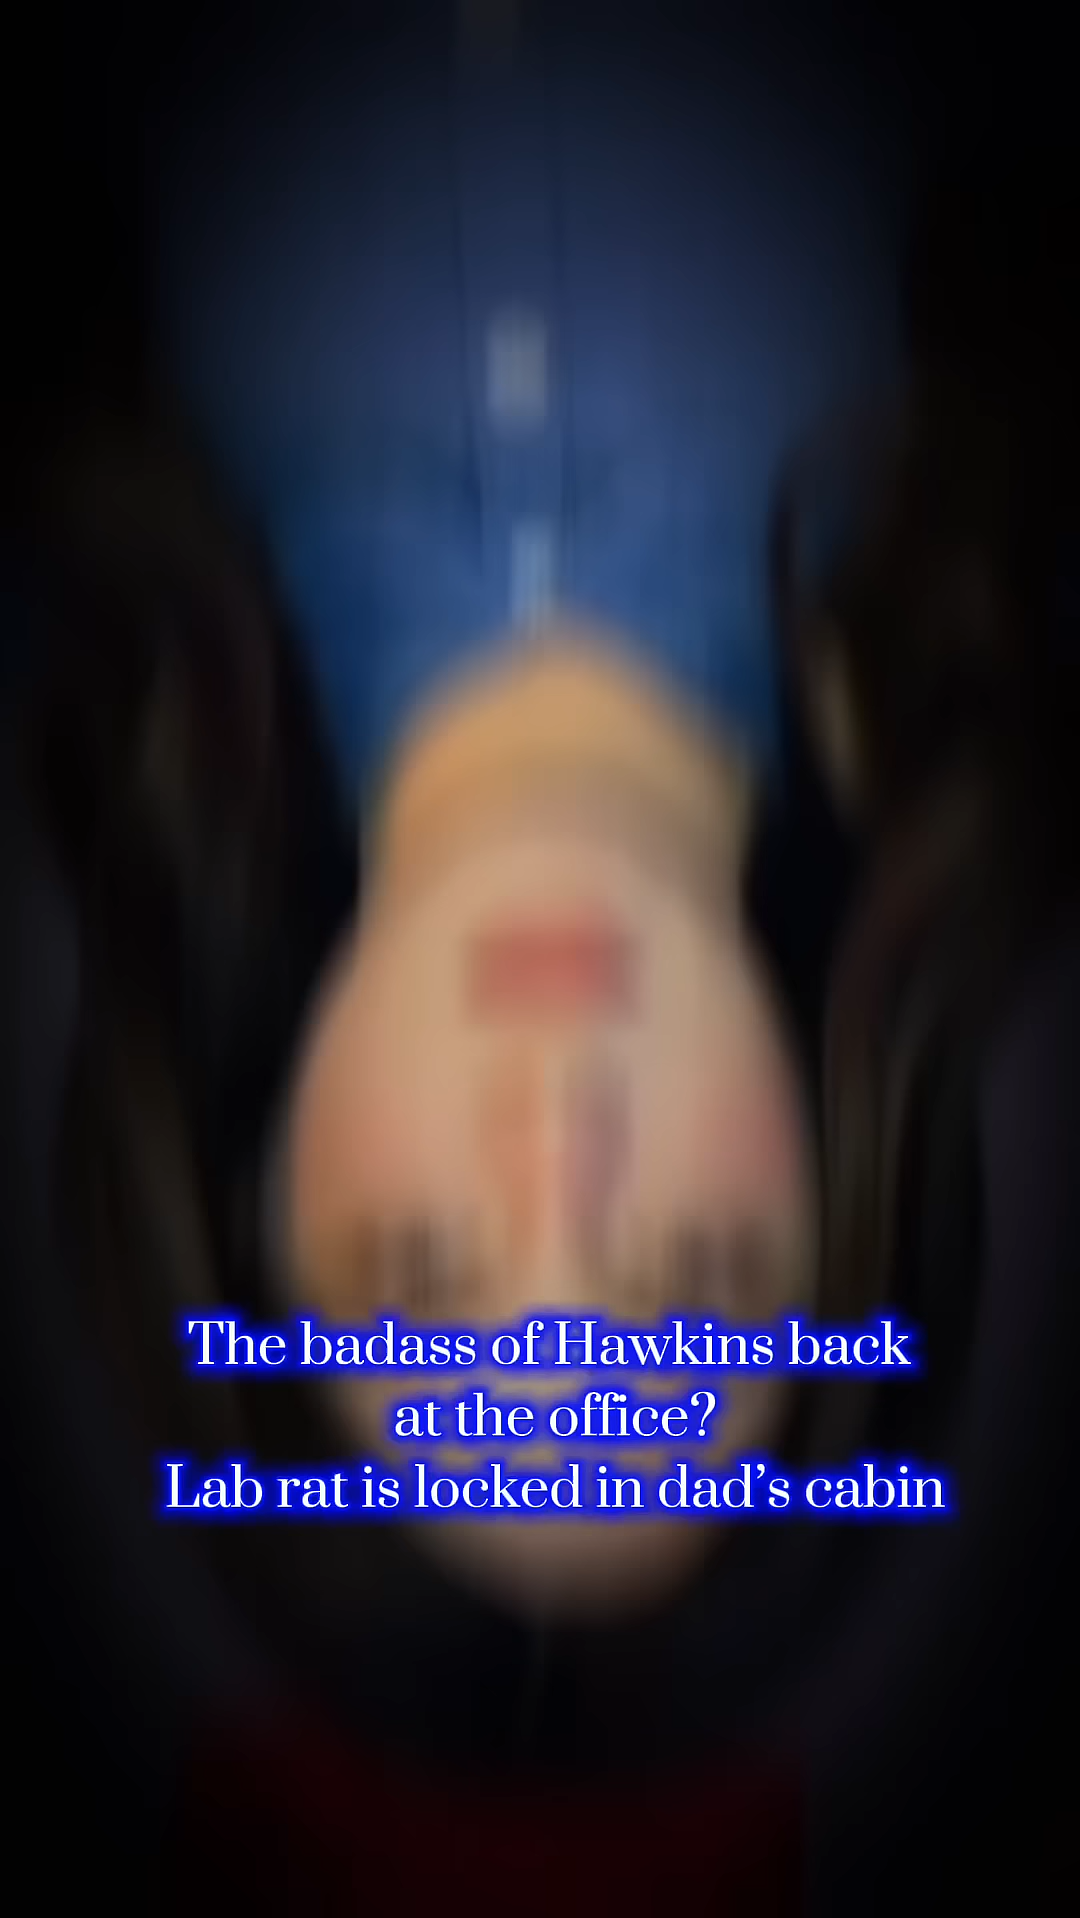 The badass of Hawkins back
at the office?
Lab rat is locked in dad’s cabin